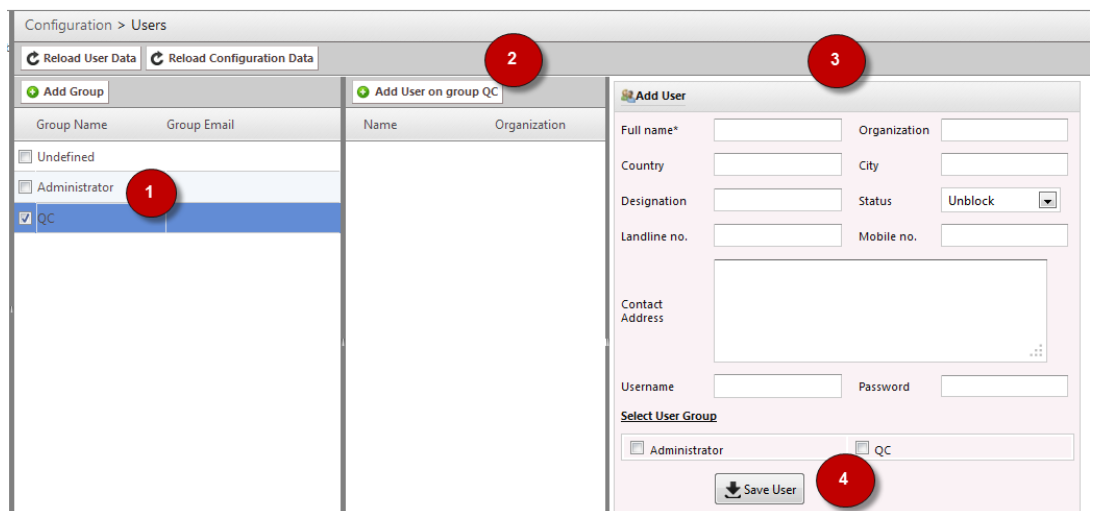 Configuration > Users
Reload User Data Reload Configuration Data
2
3
Add Group
Add User on group QC
Add User
Group Name Group Email
Name Organization
Full name* Organization
Undefined
Country City
Administrator
1
Designation Status Unblock
QC
Landline no. Mobile no.
Contact
Address
Username Password
Select User Group
Administrator QC
Save User
4